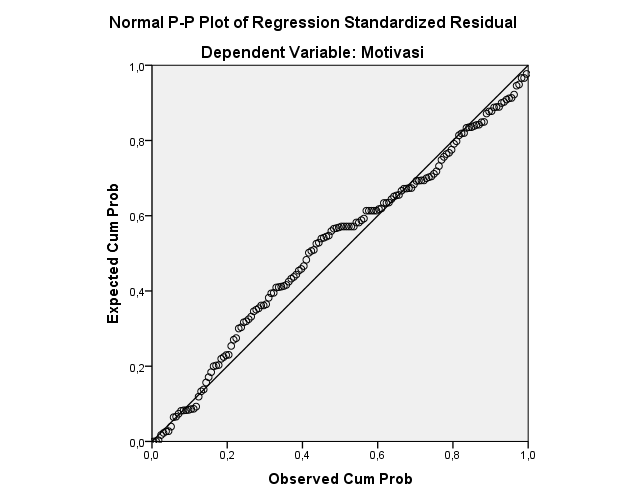 Normal P-P Plot of Regression Standardized Residual
Dependent Variable: Motivasi
1,0
0,8
0,6
0,4
0,2
0,0
Expected Cum Prob
0,0 0,2 0,4 0,6 0,8 1,0
Observed Cum Prob